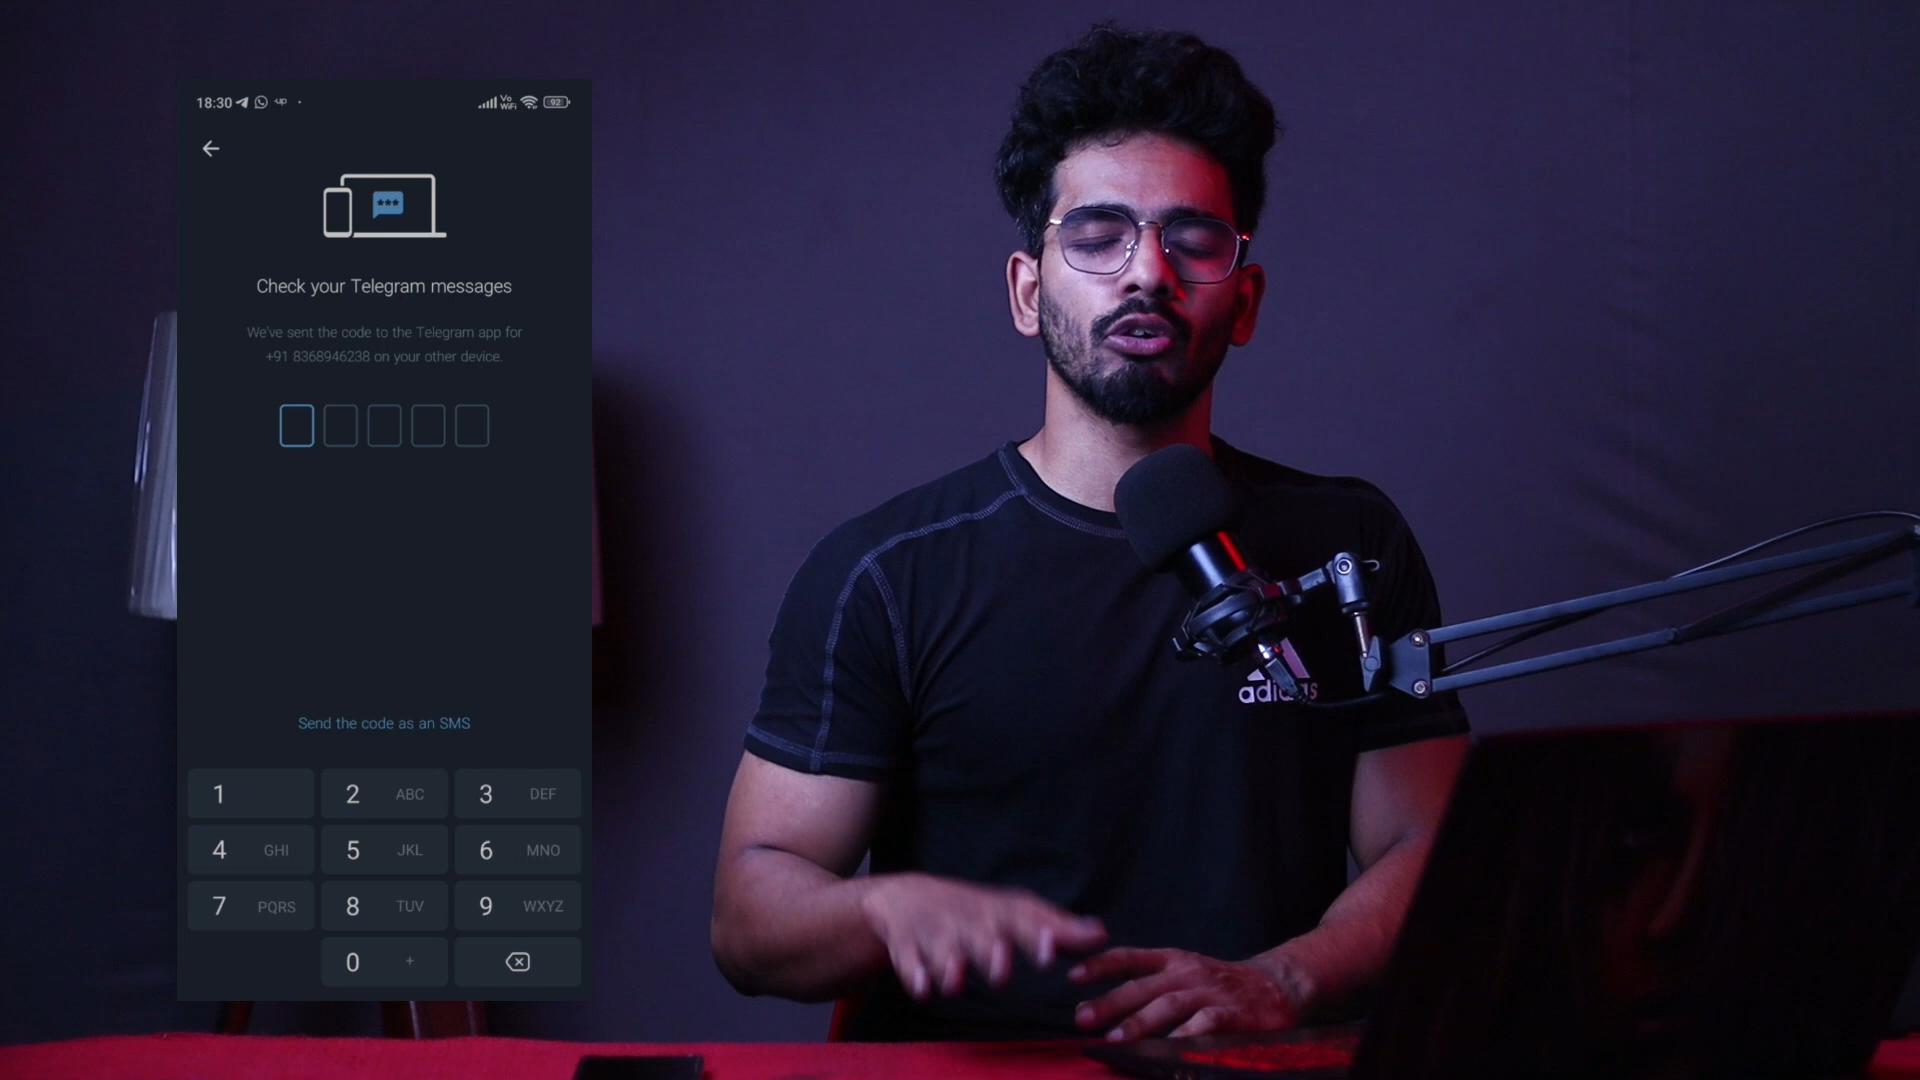 18:30
Vo
WiFi
92
Check your Telegram messages
We've sent the code to the Telegram app for
+91 8368946238 on your other device.
Send the code as an SMS
1
2 ABC
3 DEF
4 GHI
5 JKL
6 MNO
7 PQRS
8 TUV
9 WXYZ
0 +
adidas